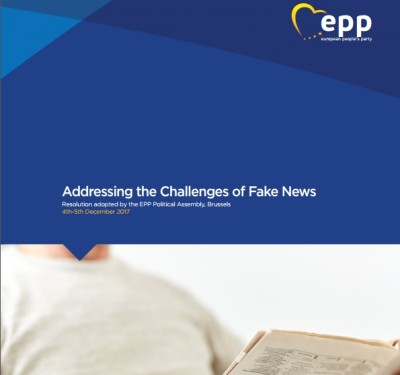 epp
european people's party
Addressing the Challenges of Fake News
Resolution adopted by the EPP Political Assembly, Brussels
4th-5th December 2017